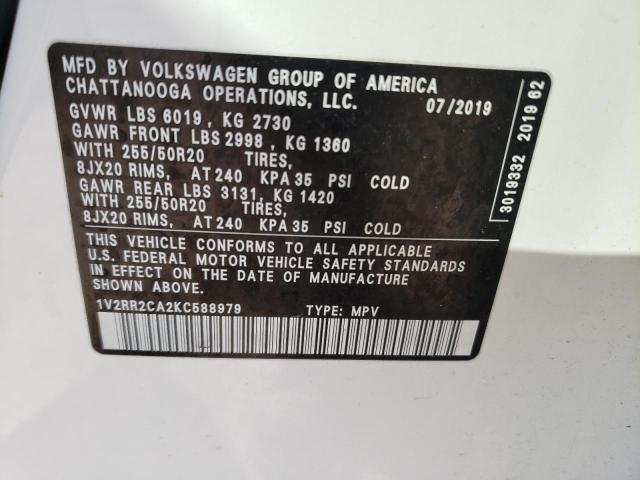 MFD BY VOLKSWAGEN GROUP OF AMERICA
CHATTANOOGA OPERATIONS, LLC. 07/2019
GVWR LBS 6019, KG 2730
GAWR FRONT LBS 2998, KG 1360
WITH 255/50R20 TIRES,
8JX20 RIMS, AT 240 KPA 35 PSI COLD
GAWR REAR LBS 3131, KG 1420
WITH 255/50R20 TIRES,
8JX20 RIMS, AT 240 KPA 35 PSI COLD
THIS VEHICLE CONFORMS TO ALL APPLICABLE
U.S. FEDERAL MOTOR VEHICLE SAFETY STANDARDS
IN EFFECT ON THE DATE OF MANUFACTURE
SHOWN ABOVE.
1V2RR2CA2KC588979 TYPE: MPV
3019332 2019 62